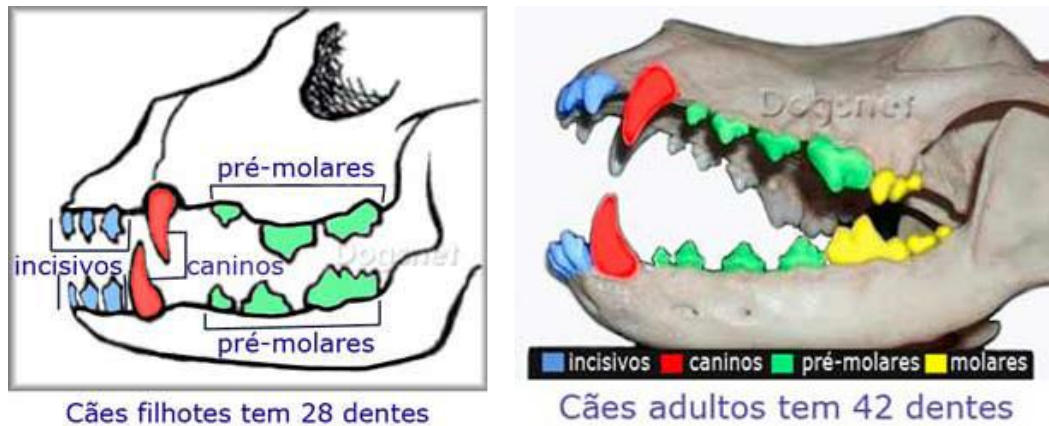 pré-molares
Dogsnet
incisivos
caninos
pré-molares
Cães filhotes tem 28 dentes
Dogsnet
incisivos caninos pré-molares molares
Cães adultos tem 42 dentes